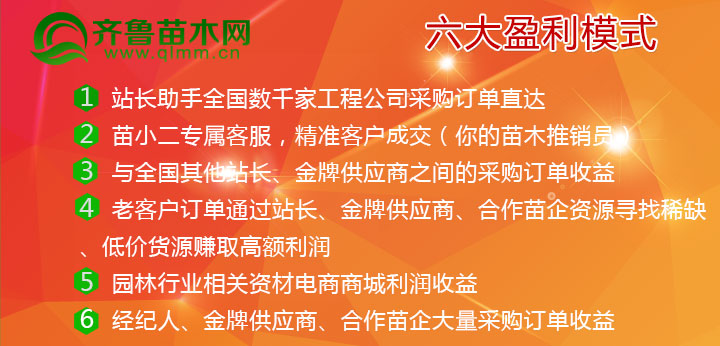 齐鲁苗木网
www.qlmm.cn
六大盈利模式
1 站长助手全国数千家工程公司采购订单直达
2 苗小二专属客服，精准客户成交（你的苗木推销员）
3 与全国其他站长、金牌供应商之间的采购订单收益
4 老客户订单通过站长、金牌供应商、合作苗企资源寻找稀缺
、低价货源赚取高额利润
5 园林行业相关资材电商商城利润收益
6 经纪人、金牌供应商、合作苗企大量采购订单收益